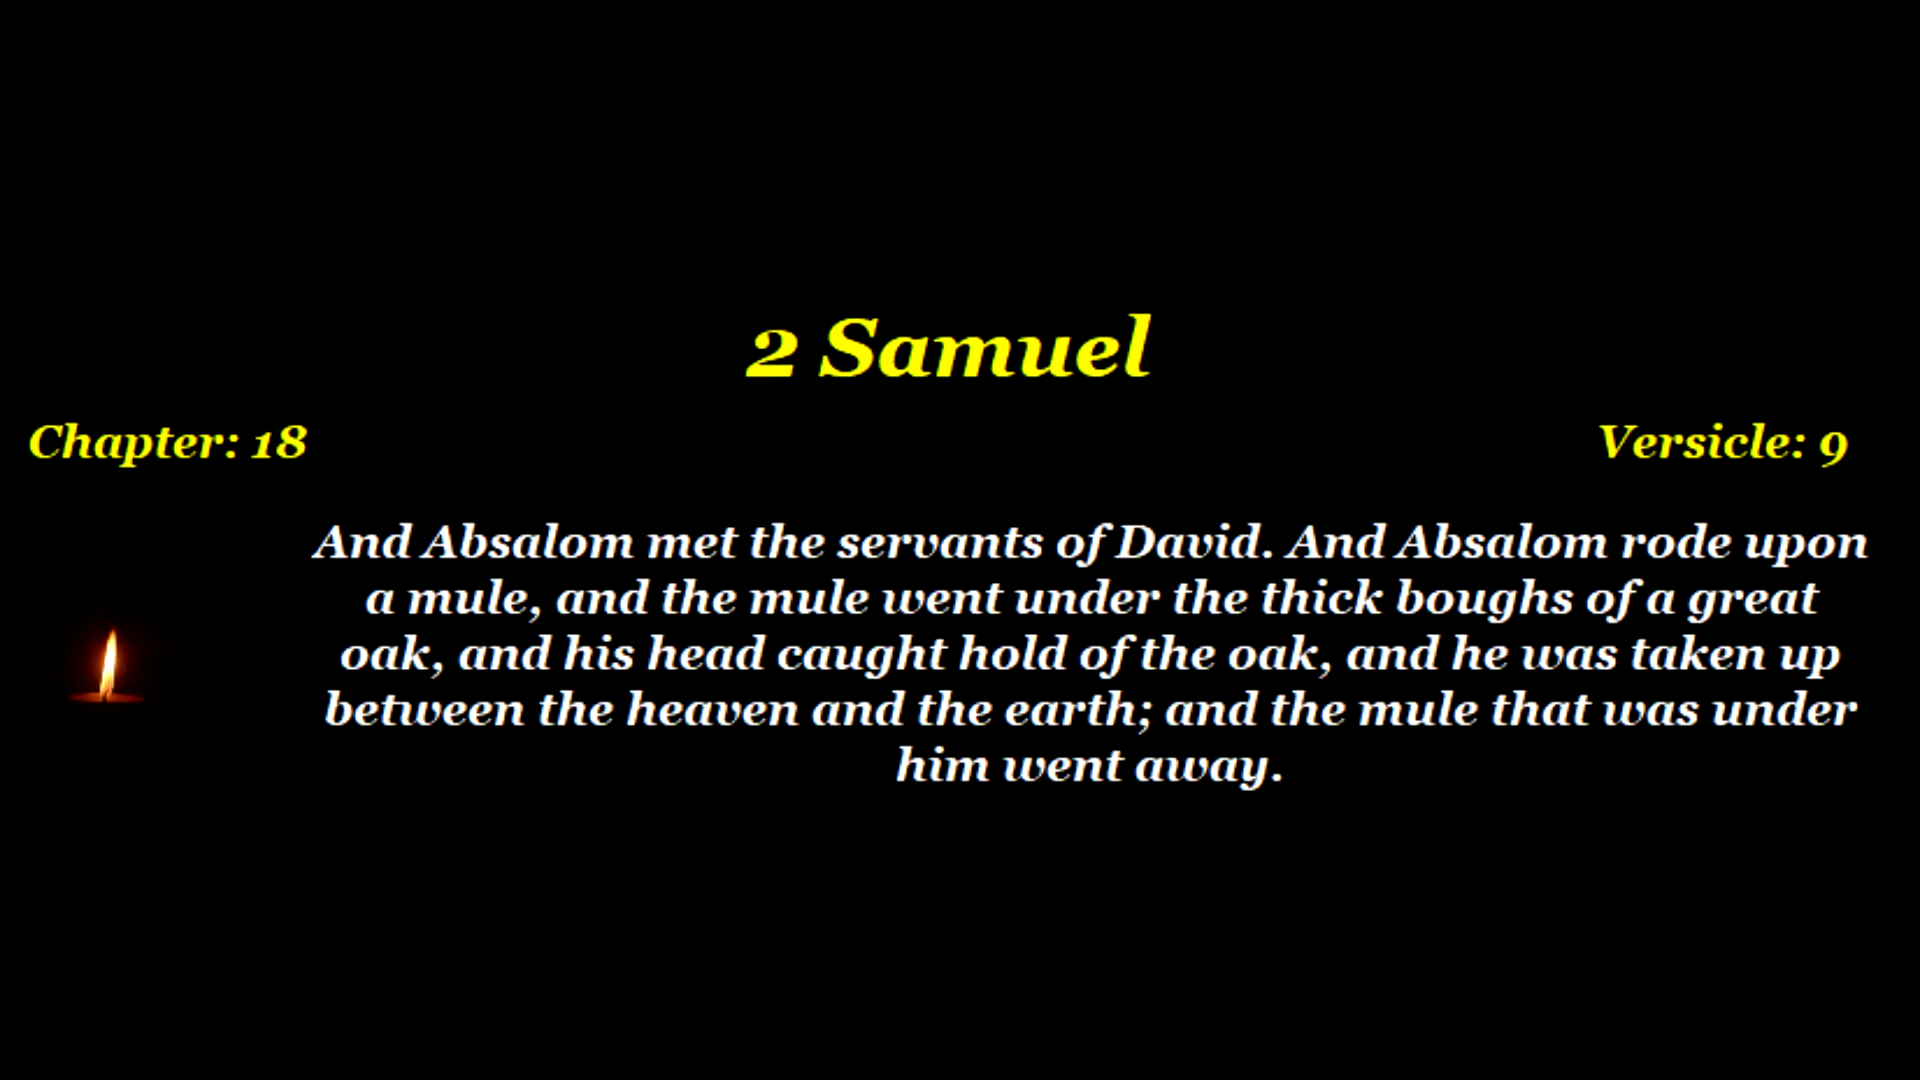 2 Samuel
Chapter: 18
Versicle: 9
And Absalom met the servants of David. And Absalom rode upon
a mule, and the mule went under the thick boughs of a great
oak, and his head caught hold of the oak, and he was taken up
between the heaven and the earth; and the mule that was under
him went away.